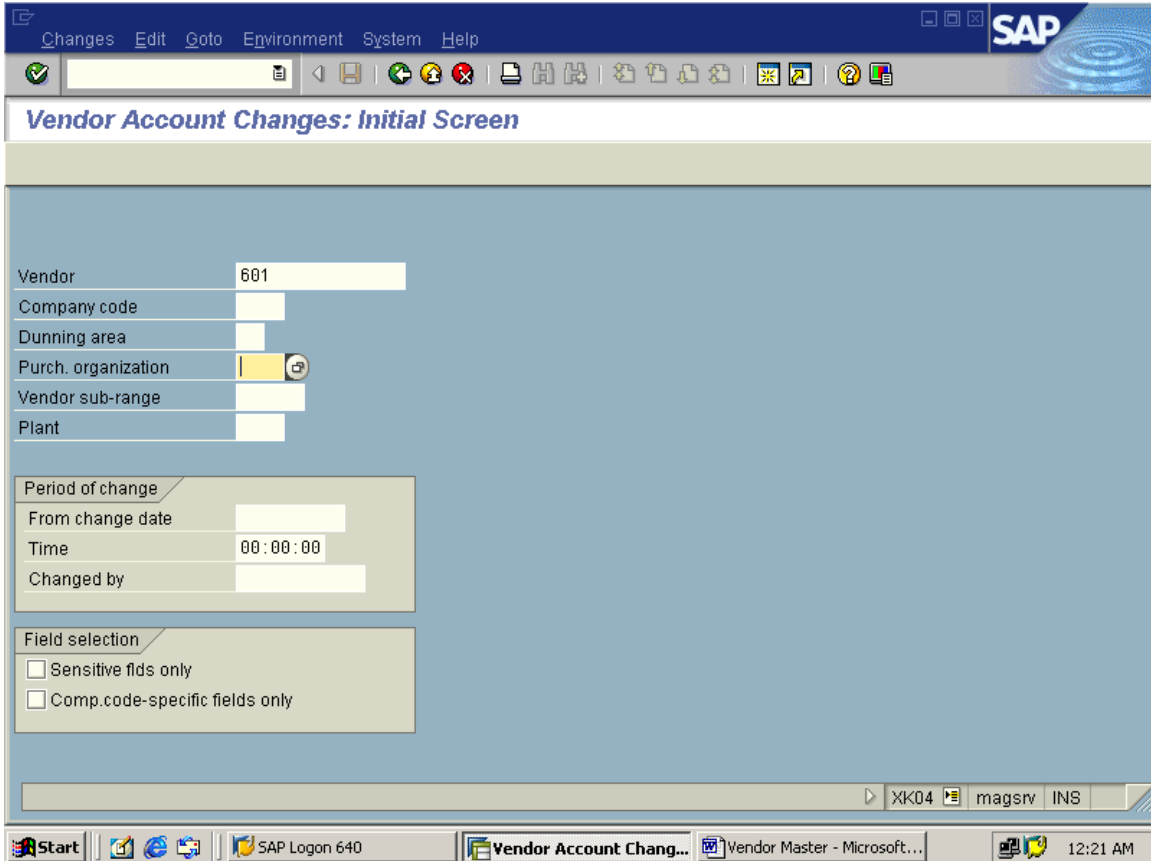 Changes Edit Goto Environment System Help
SAP
Vendor Account Changes: Initial Screen
Vendor 601
Company code
Dunning area
Purch. organization
Vendor sub-range
Plant
Period of change
From change date
Time 00:00:00
Changed by
Field selection
Sensitive flds only
Comp.code-specific fields only
XK04 magsrv INS
Start SAP Logon 640 Vendor Account Chang... Vendor Master - Microsoft... 12:21 AM